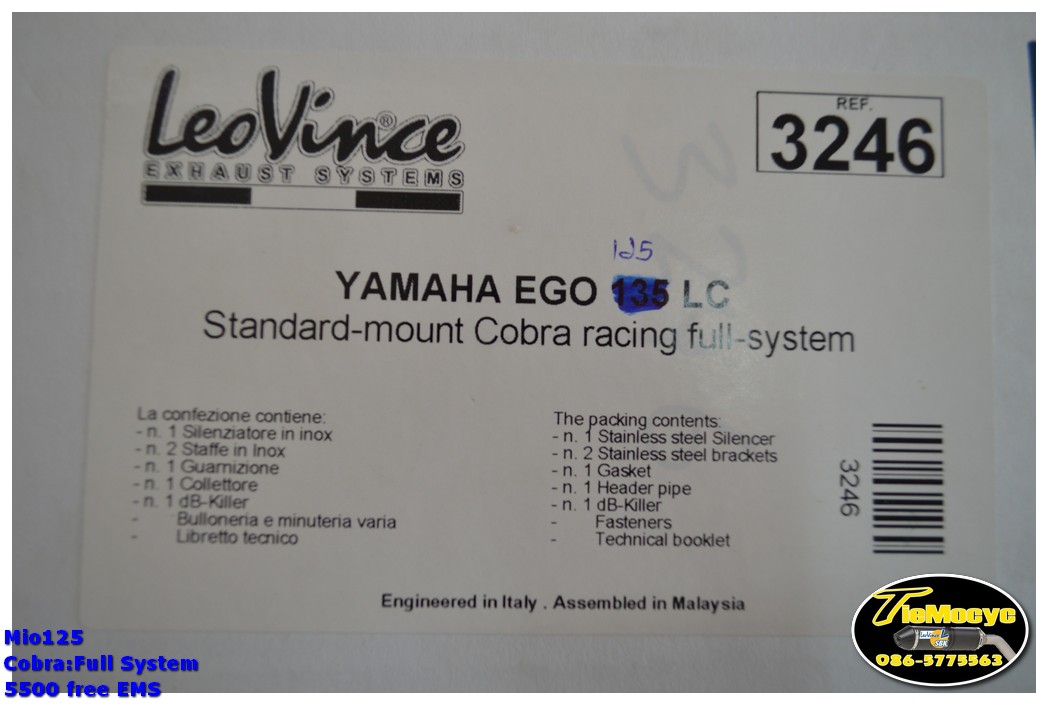 LeoVince®
EXHAUST SYSTEMS
REF.
3246
125
YAMAHA EGO 135 LC
Standard-mount Cobra racing full-system
La confezione contiene:
- n. 1 Silenziatore in inox
- n. 2 Staffe in Inox
- n. 1 Guarnizione
- n. 1 Collettore
- n. 1 dB-Killer
- Bulloneria e minuteria varia
- Libretto tecnico
The packing contents:
- n. 1 Stainless steel Silencer
- n. 2 Stainless steel brackets
- n. 1 Gasket
- n. 1 Header pipe
- n. 1 dB-Killer
- Fasteners
- Technical booklet
3246
Engineered in Italy . Assembled in Malaysia
Mio125
Cobra:Full System
5500 free EMS
TieMocyc
LeoVince
SBK
086-5775563